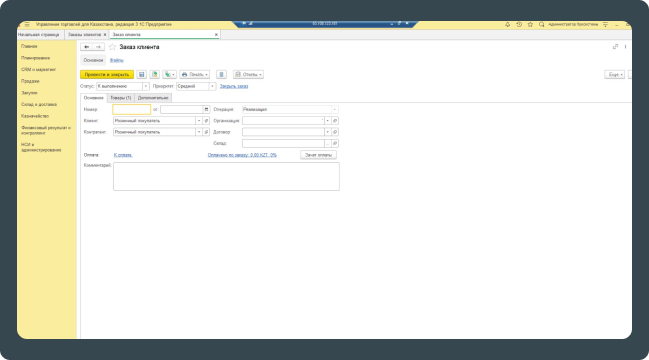 Управление торговлей для Казахстана, редакция 3 1С:Предприятие
Администратор
Начальная страница Заказы клиентов × Заказ клиента ×
Главное
Планирование
CRM и маркетинг
Продажи
Закупки
Склад и доставка
Казначейство
Финансовый результат и контроллинг
НСИ и администрирование
Заказ клиента
Основное Файлы
Провести и закрыть Печать Отчеты Еще
Статус: К выполнению Приоритет: Средний Закрыть заказ
Основное Товары (1) Дополнительно
Номер: от: Операция: Реализация
Клиент: Розничный покупатель Организация:
Контрагент: Розничный покупатель Договор:
Склад:
Оплата: К оплате Оплачено по заказу: 0,00 KZT, 0% Зачет оплаты
Комментарий: